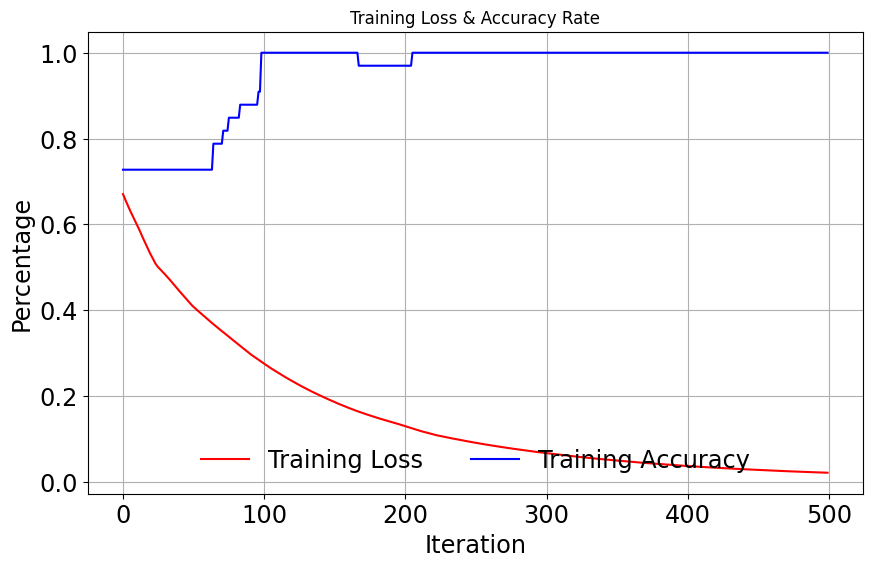 Training Loss & Accuracy Rate
1.0
0.8
0.6
0.4
0.2
0.0
Percentage
Training Loss Training Accuracy
0 100 200 300 400 500
Iteration